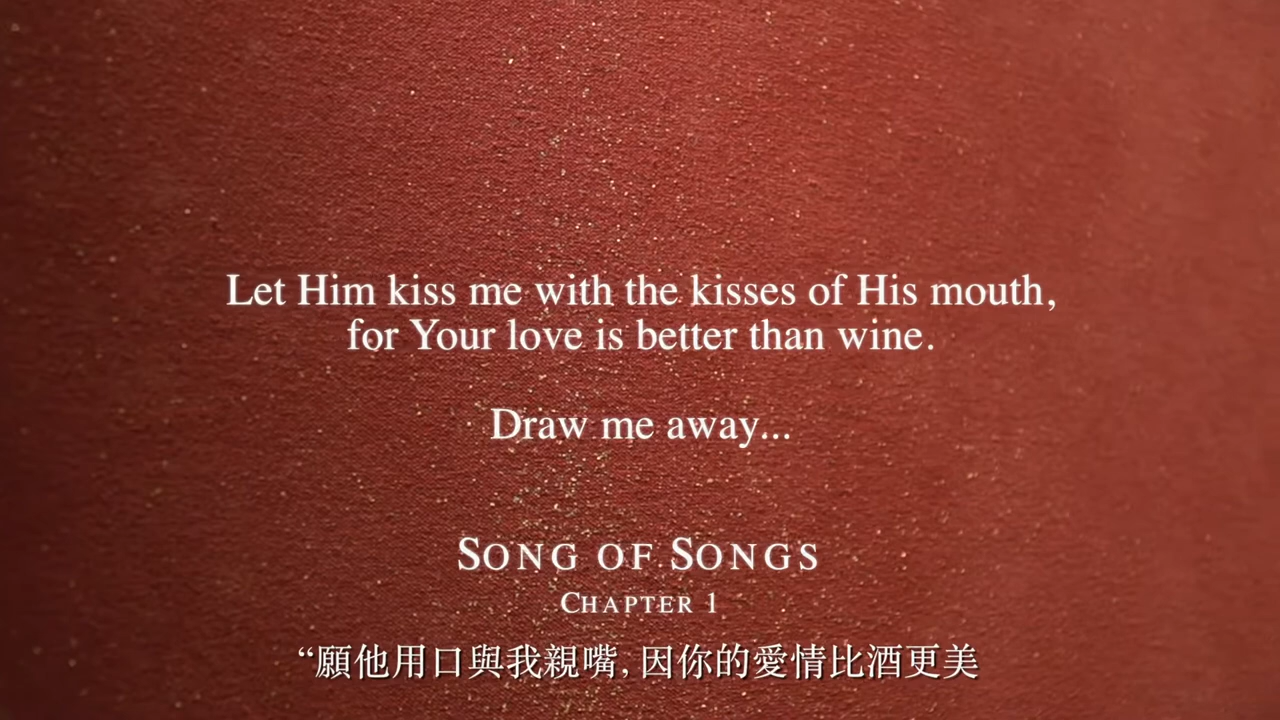 Let Him kiss me with the kisses of His mouth,
for Your love is better than wine.
Draw me away...
SONG OF SONGS
CHAPTER 1
“願他用口與我親嘴, 因你的愛情比酒更美